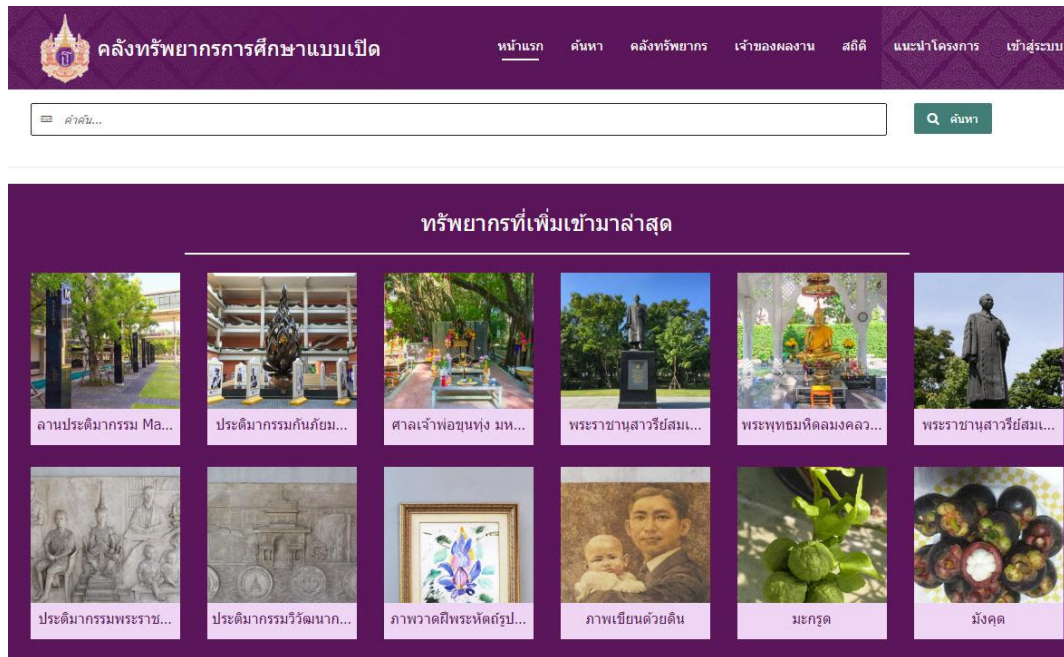 คลังทรัพยากรการศึกษาแบบเปิด
หน้าแรก ค้นหา คลังทรัพยากร เจ้าของผลงาน สถิติ แนะนำโครงการ เข้าสู่ระบบ
คำค้น...
ค้นหา
ทรัพยากรที่เพิ่มเข้ามาล่าสุด
ลานประติมากรรม Ma... ประติมากรรมกันภัยม... ศาลเจ้าพ่อขุนทุ่ง มห... พระราชานุสาวรีย์สมเ... พระพุทธมหิดลมงคลว... พระราชานุสาวรีย์สมเ...
ประติมากรรมพระราช... ประติมากรรมวิวัฒนาก... ภาพวาดฝีพระหัตถ์รูป... ภาพเขียนด้วยดิน มะกรูด มังคุด